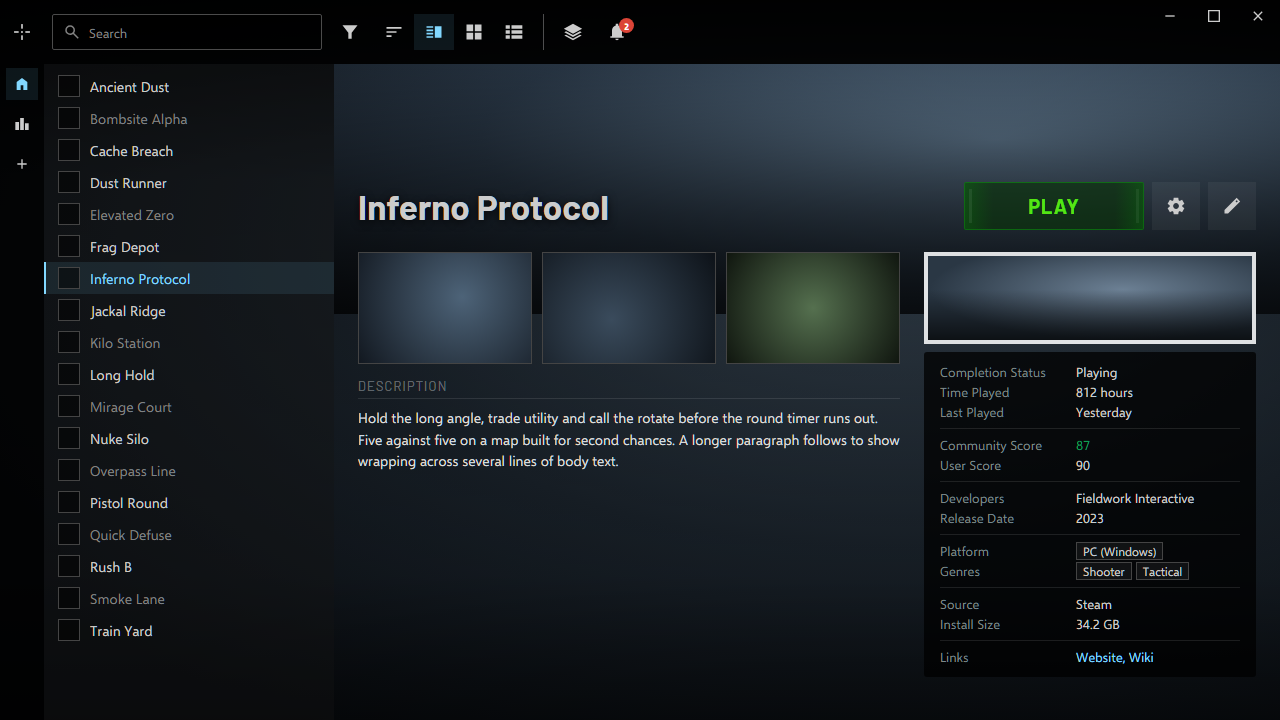 Search
2
Ancient Dust
Bombsite Alpha
Cache Breach
Dust Runner
Elevated Zero
Frag Depot
Inferno Protocol
Jackal Ridge
Kilo Station
Long Hold
Mirage Court
Nuke Silo
Overpass Line
Pistol Round
Quick Defuse
Rush B
Smoke Lane
Train Yard
Inferno Protocol
PLAY
DESCRIPTION
Hold the long angle, trade utility and call the rotate before the round timer runs out.
Five against five on a map built for second chances. A longer paragraph follows to show
wrapping across several lines of body text.
Completion Status Playing
Time Played 812 hours
Last Played Yesterday
Community Score 87
User Score 90
Developers Fieldwork Interactive
Release Date 2023
Platform PC (Windows)
Genres Shooter Tactical
Source Steam
Install Size 34.2 GB
Links Website, Wiki